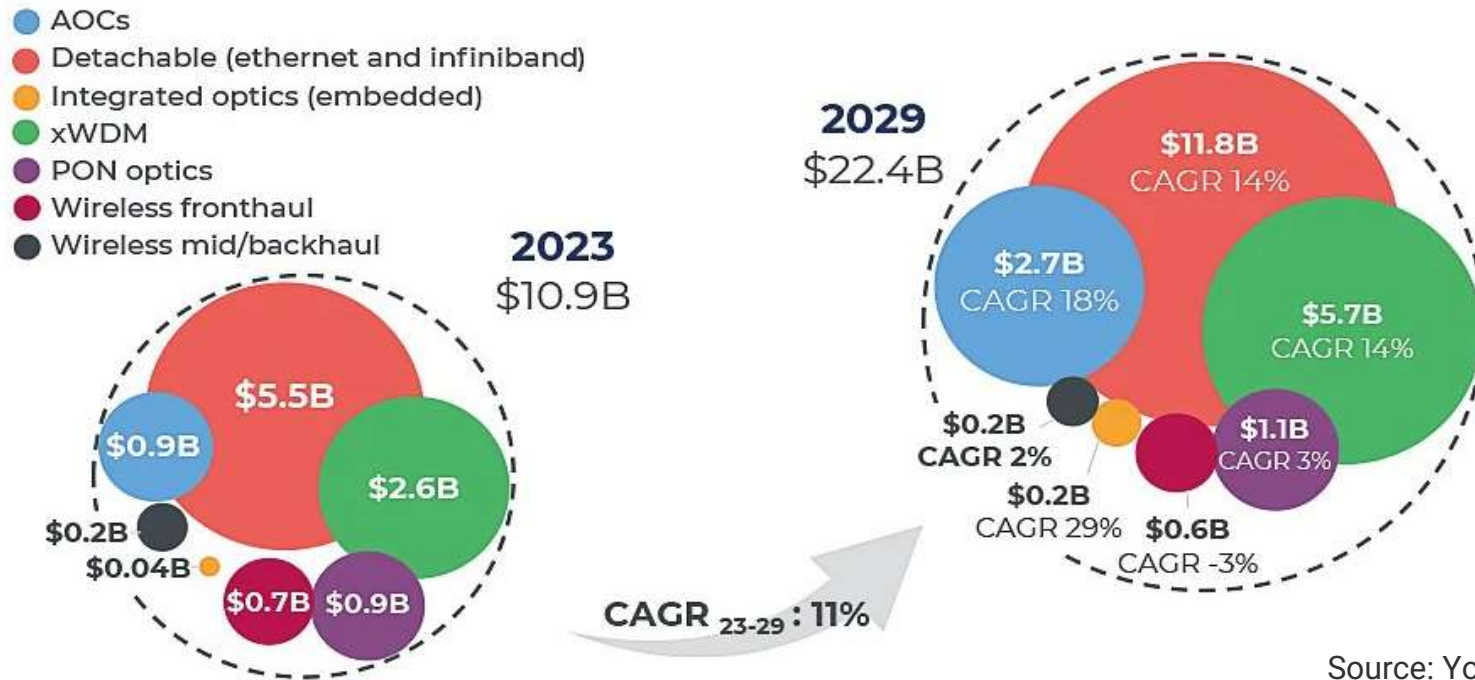 AOCs
Detachable (ethernet and infiniband)
Integrated optics (embedded)
xWDM
PON optics
Wireless fronthaul
Wireless mid/backhaul
2023
$10.9B
$5.5B
$0.9B
$2.6B
$0.2B
$0.04B
$0.7B
$0.9B
CAGR 23-29 : 11%
2029
$22.4B
$11.8B
CAGR 14%
$2.7B
CAGR 18%
$5.7B
CAGR 14%
$0.2B
CAGR 2%
$0.2B
CAGR 29%
$0.6B
CAGR -3%
$1.1B
CAGR 3%
Source: